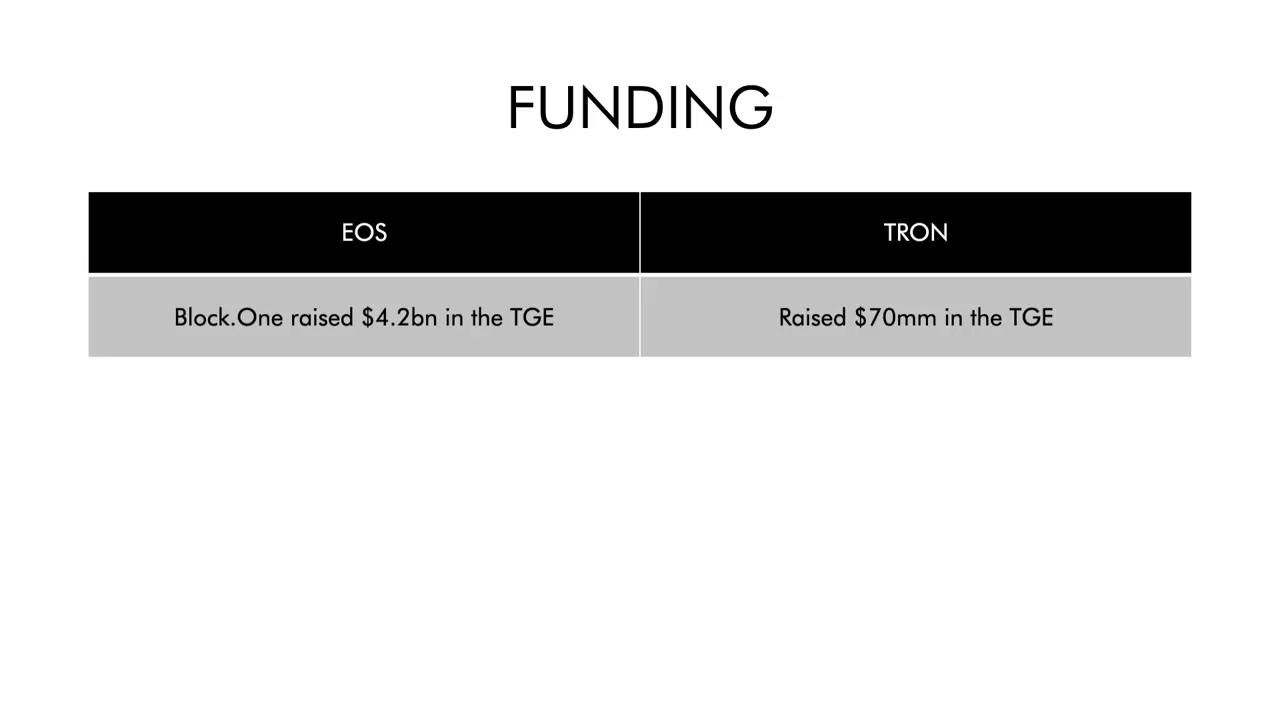 FUNDING
EOS
TRON
Block.One raised $4.2bn in the TGE
Raised $70mm in the TGE